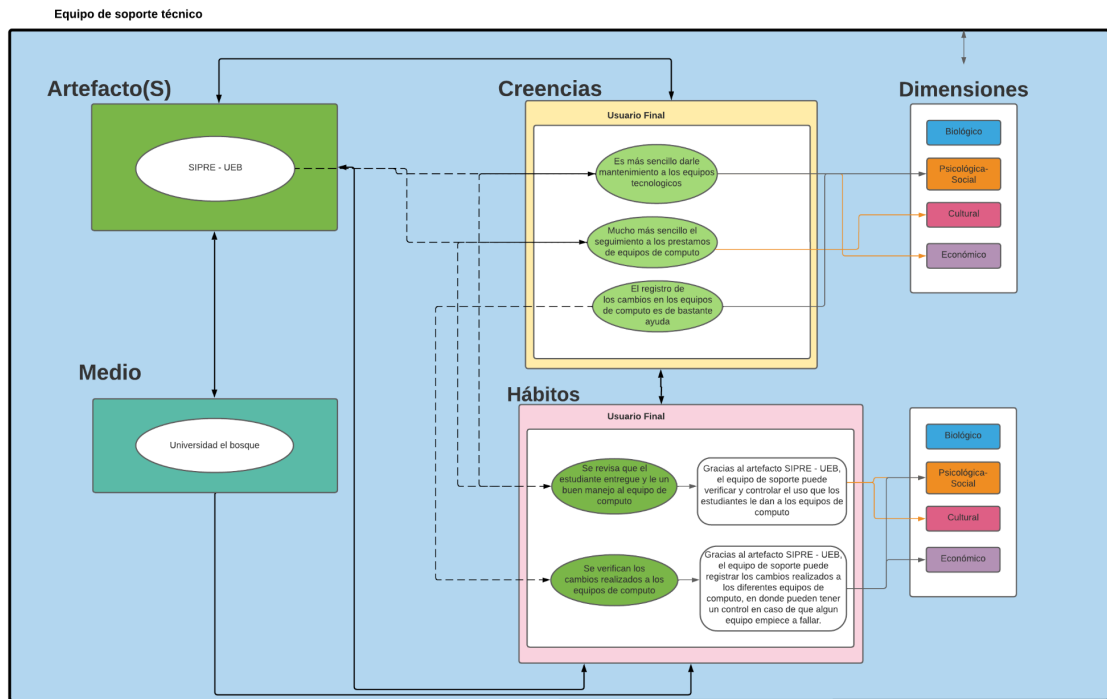 Equipo de soporte técnico
Artefacto(S)
SIPRE - UEB
Medio
Universidad el bosque
Creencias
Usuario Final
Es más sencillo darle
mantenimiento a los equipos
tecnologicos
Mucho más sencillo el
seguimiento a los prestamos
de equipos de computo
El registro de
los cambios en los equipos
de computo es de bastante
ayuda
Dimensiones
Biológico
Psicológica-
Social
Cultural
Económico
Hábitos
Usuario Final
Se revisa que el
estudiante entregue y le un
buen manejo al equipo de
computo
Gracias al artefacto SIPRE - UEB,
el equipo de soporte puede
verificar y controlar el uso que los
estudiantes le dan a los equipos de
computo
Se verifican los
cambios realizados a los
equipos de computo
Gracias al artefacto SIPRE - UEB,
el equipo de soporte puede
registrar los cambios realizados a
los diferentes equipos de
computo, en donde pueden tener
un control en caso de que algun
equipo empiece a fallar.
Biológico
Psicológica-
Social
Cultural
Económico